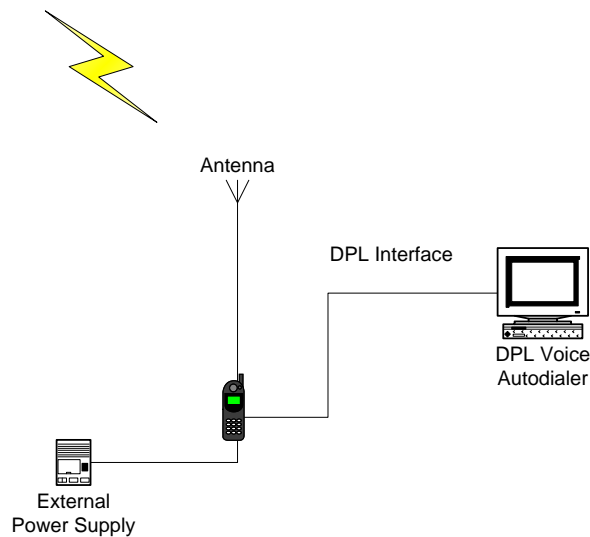 Antenna
DPL Interface
DPL Voice
Autodialer
External
Power Supply